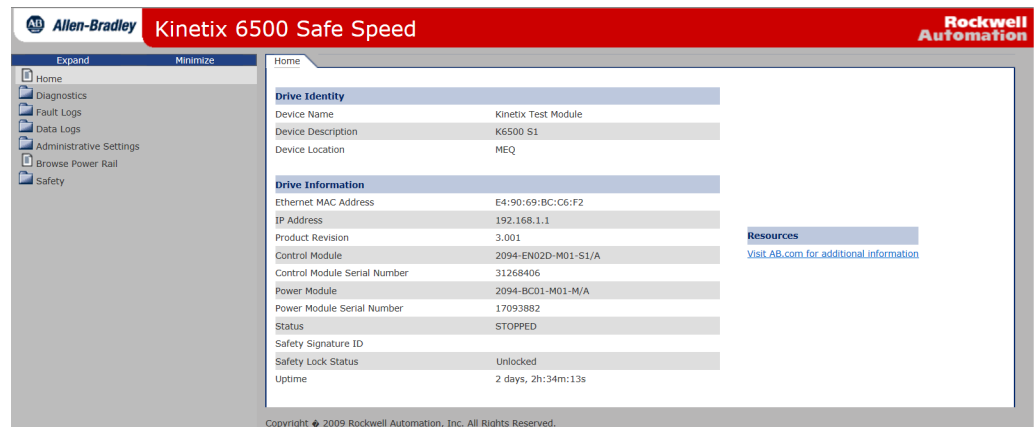 AB Allen-Bradley Kinetix 6500 Safe Speed Rockwell Automation
Expand Minimize
Home
Diagnostics
Fault Logs
Data Logs
Administrative Settings
Browse Power Rail
Safety
Home
Drive Identity
Device Name Kinetix Test Module
Device Description K6500 S1
Device Location MEQ
Drive Information
Ethernet MAC Address E4:90:69:BC:C6:F2
IP Address 192.168.1.1
Product Revision 3.001
Control Module 2094-EN02D-M01-S1/A
Control Module Serial Number 31268406
Power Module 2094-BC01-M01-M/A
Power Module Serial Number 17093882
Status STOPPED
Safety Signature ID
Safety Lock Status Unlocked
Uptime 2 days, 2h:34m:13s
Resources
Visit AB.com for additional information
Copyright � 2009 Rockwell Automation, Inc. All Rights Reserved.